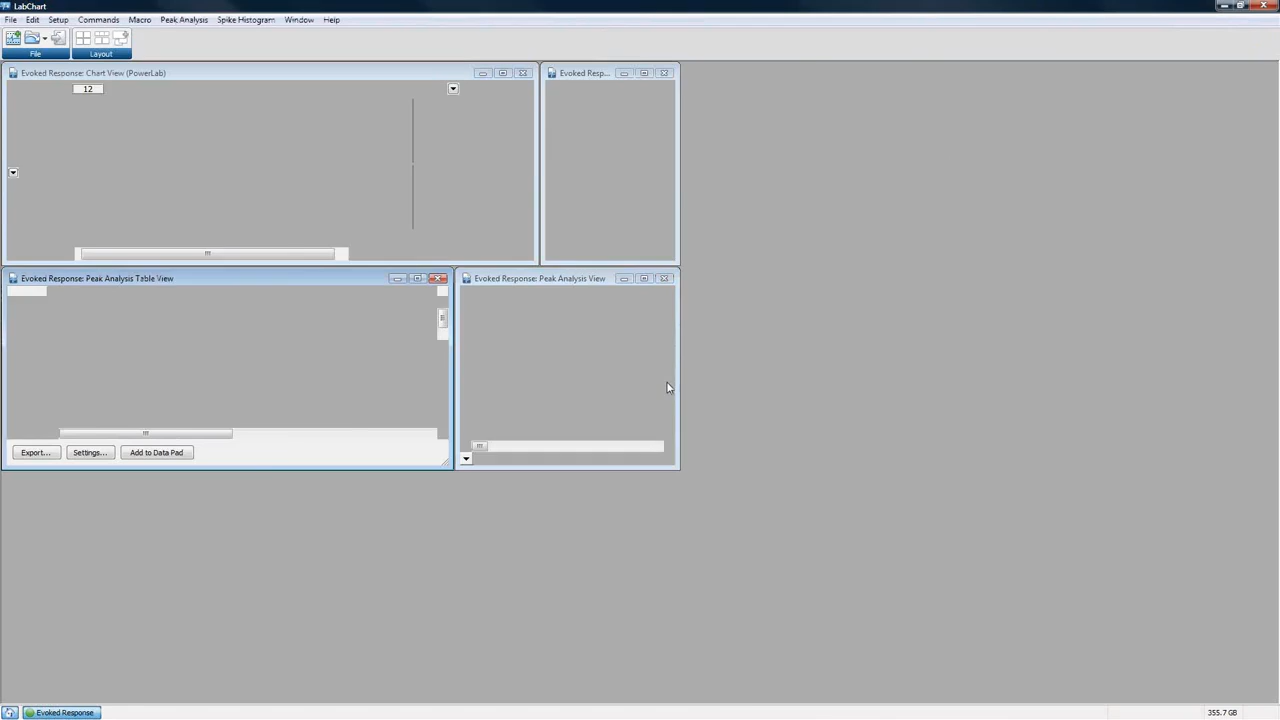 LabChart
File Edit Setup Commands Macro Peak Analysis Spike Histogram Window Help
File Layout
Evoked Response: Chart View (PowerLab)
Evoked Resp...
12
Evoked Response: Peak Analysis Table View
Evoked Response: Peak Analysis View
Export... Settings... Add to Data Pad
Evoked Response
355.7 GB